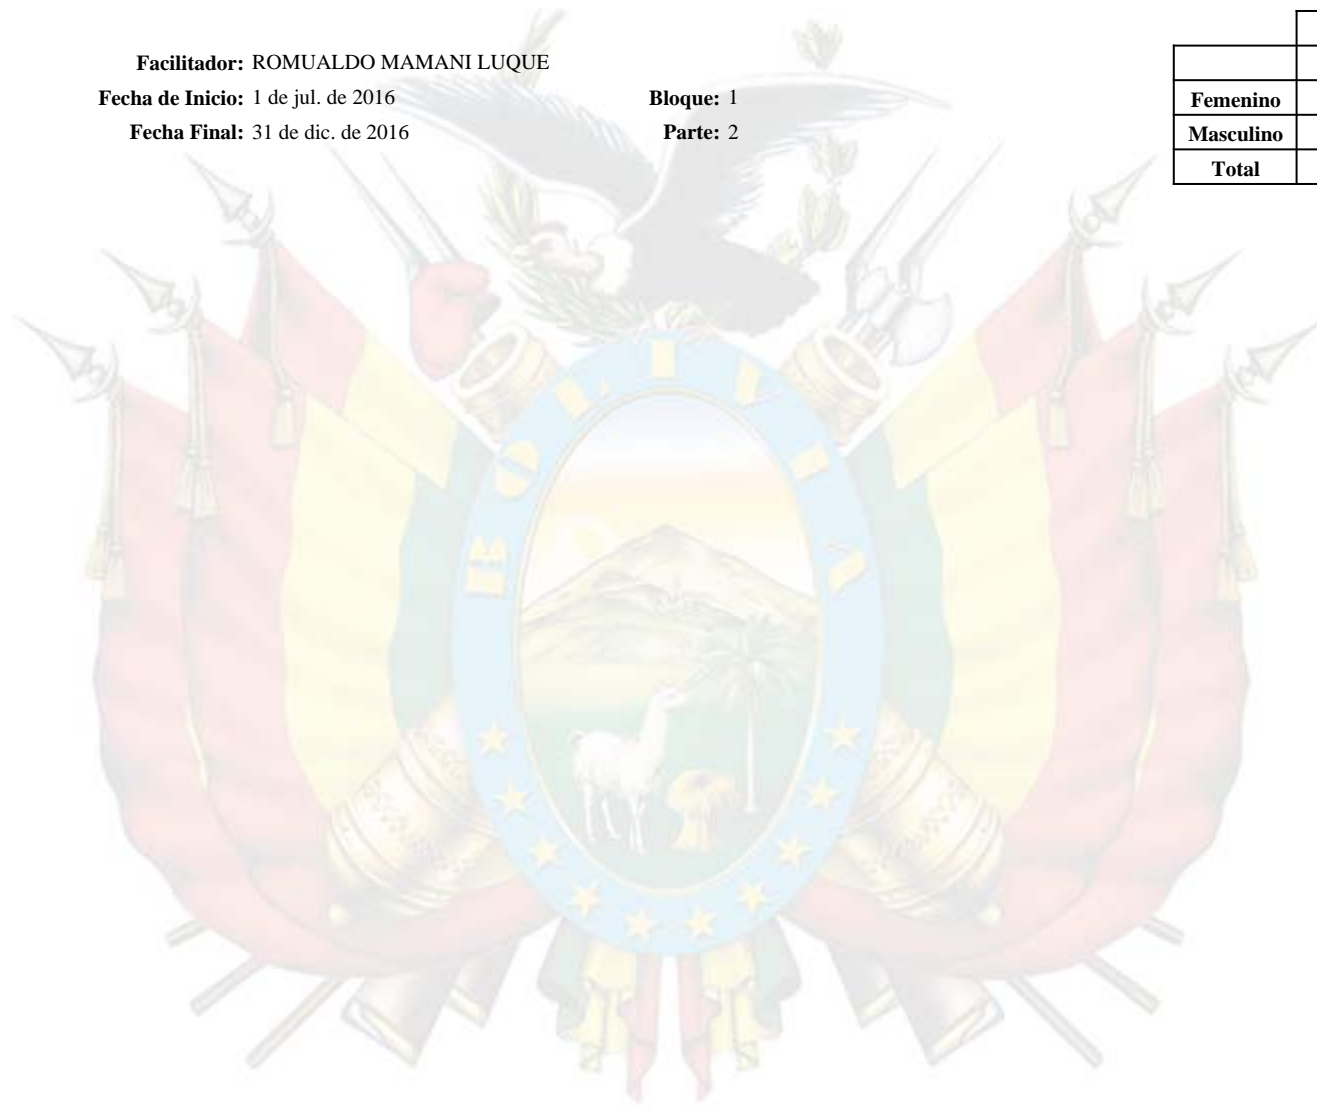 Facilitador: ROMUALDO MAMANI LUQUE
Fecha de Inicio: 1 de jul. de 2016 Bloque: 1
Fecha Final: 31 de dic. de 2016 Parte: 2
Femenino
Masculino
Total
BOLIVIA